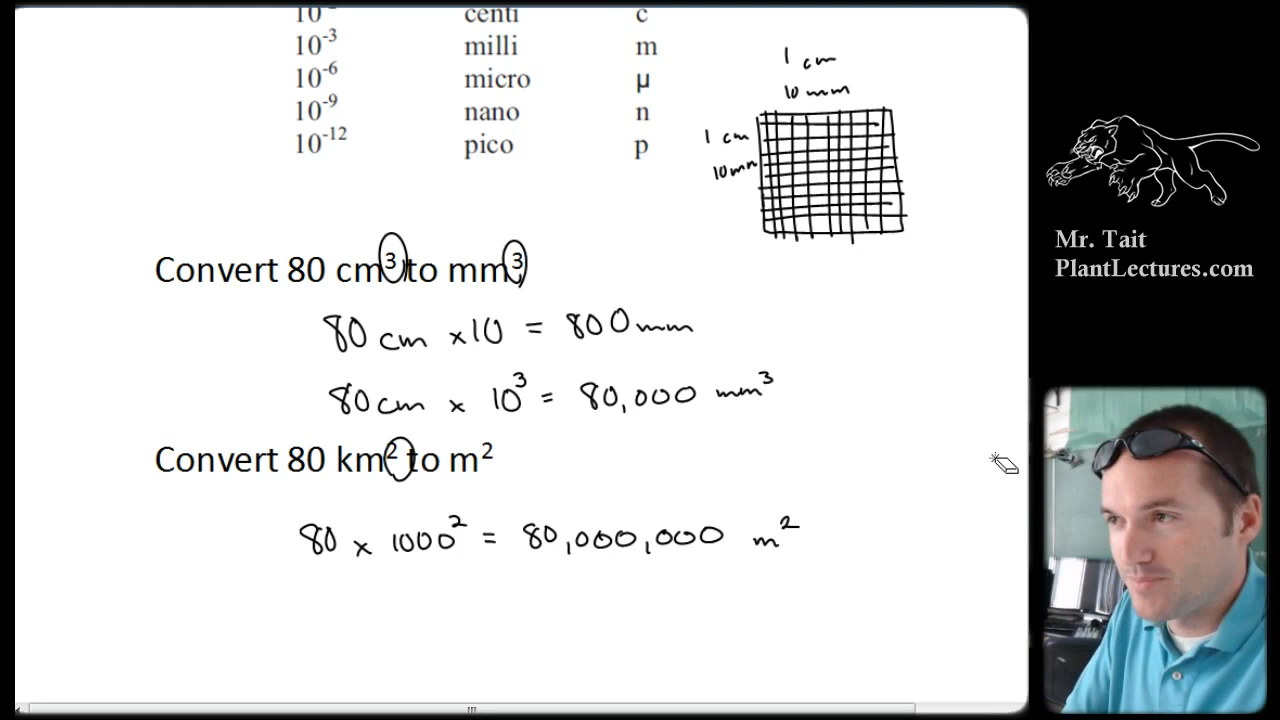 10⁻ centi c
10⁻³ milli m
10⁻⁶ micro μ
10⁻⁹ nano n
10⁻¹² pico p
1 cm
10 mm
1 cm
10 mm
Convert 80 cm³ to mm³
80 cm × 10 = 800 mm
80 cm × 10³ = 80,000 mm³
Convert 80 km² to m²
80 × 1000² = 80,000,000 m²
Mr. Tait
PlantLectures.com